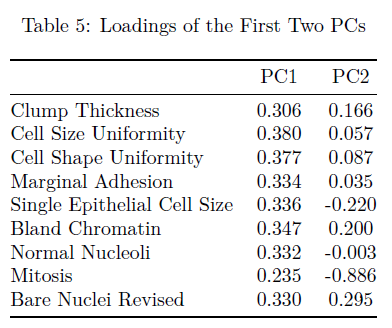 Table 5: Loadings of the First Two PCs
PC1 PC2
Clump Thickness 0.306 0.166
Cell Size Uniformity 0.380 0.057
Cell Shape Uniformity 0.377 0.087
Marginal Adhesion 0.334 0.035
Single Epithelial Cell Size 0.336 -0.220
Bland Chromatin 0.347 0.200
Normal Nucleoli 0.332 -0.003
Mitosis 0.235 -0.886
Bare Nuclei Revised 0.330 0.295